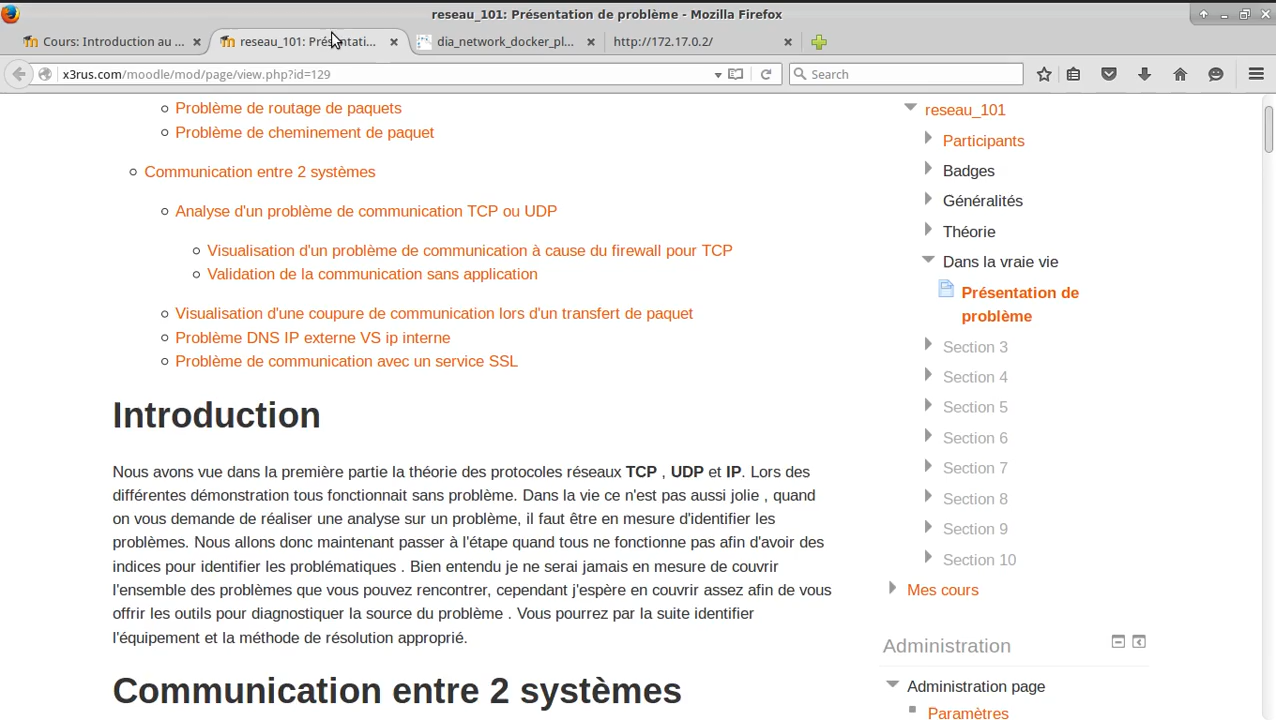 reseau_101: Présentation de problème - Mozilla Firefox
Cours: Introduction au ...
reseau_101: Présentati...
dia_network_docker_pl...
http://172.17.0.2/
x3rus.com/moodle/mod/page/view.php?id=129
Search
Problème de routage de paquets
Problème de cheminement de paquet
Communication entre 2 systèmes
Analyse d'un problème de communication TCP ou UDP
Visualisation d'un problème de communication à cause du firewall pour TCP
Validation de la communication sans application
Visualisation d'une coupure de communication lors d'un transfert de paquet
Problème DNS IP externe VS ip interne
Problème de communication avec un service SSL
Introduction
Nous avons vue dans la première partie la théorie des protocoles réseaux TCP , UDP et IP. Lors des
différentes démonstration tous fonctionnait sans problème. Dans la vie ce n'est pas aussi jolie , quand
on vous demande de réaliser une analyse sur un problème, il faut être en mesure d'identifier les
problèmes. Nous allons donc maintenant passer à l'étape quand tous ne fonctionne pas afin d'avoir des
indices pour identifier les problématiques . Bien entendu je ne serai jamais en mesure de couvrir
l'ensemble des problèmes que vous pouvez rencontrer, cependant j'espère en couvrir assez afin de vous
offrir les outils pour diagnostiquer la source du problème . Vous pourrez par la suite identifier
l'équipement et la méthode de résolution approprié.
Communication entre 2 systèmes
reseau_101
Participants
Badges
Généralités
Théorie
Dans la vraie vie
Présentation de
problème
Section 3
Section 4
Section 5
Section 6
Section 7
Section 8
Section 9
Section 10
Mes cours
Administration
Administration page
Paramètres